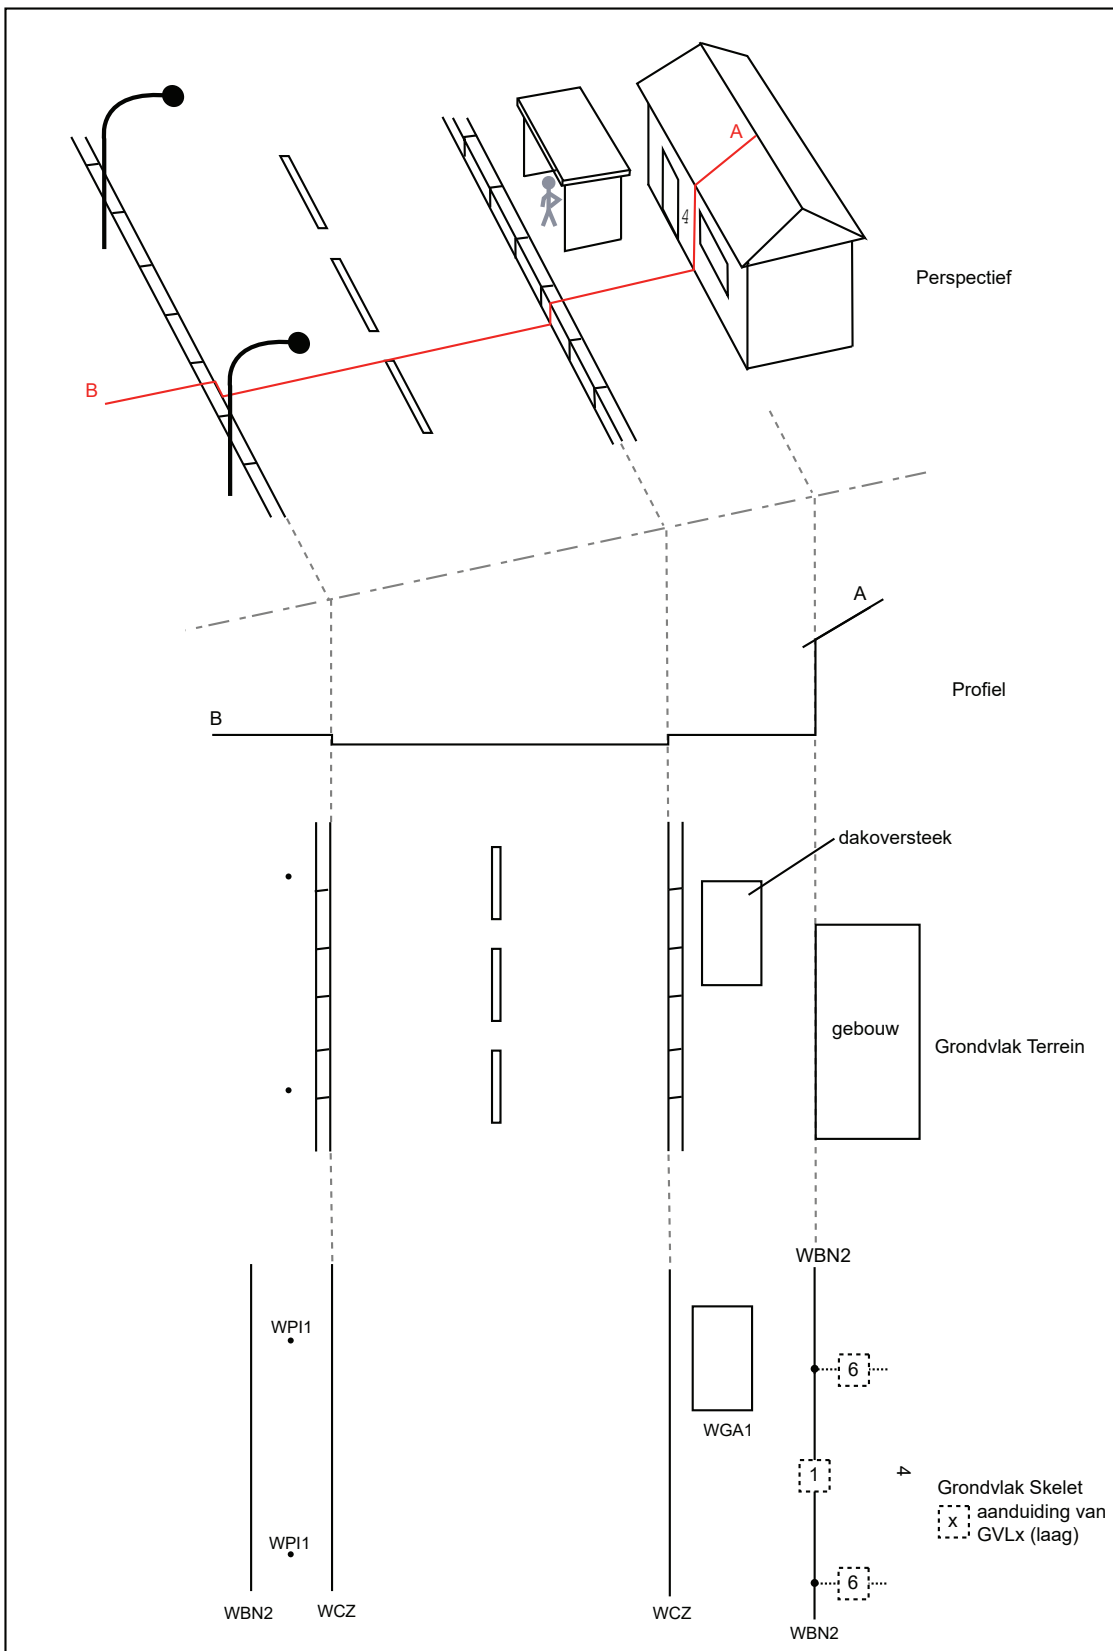 A
4
Perspectief
B
A
Profiel
B
dakoversteek
gebouw
Grondvlak Terrein
WBN2
WPI1
6
WGA1
1
4
Grondvlak Skelet
x aanduiding van
GVLx (laag)
WPI1
6
WBN2
WCZ
WCZ
WBN2